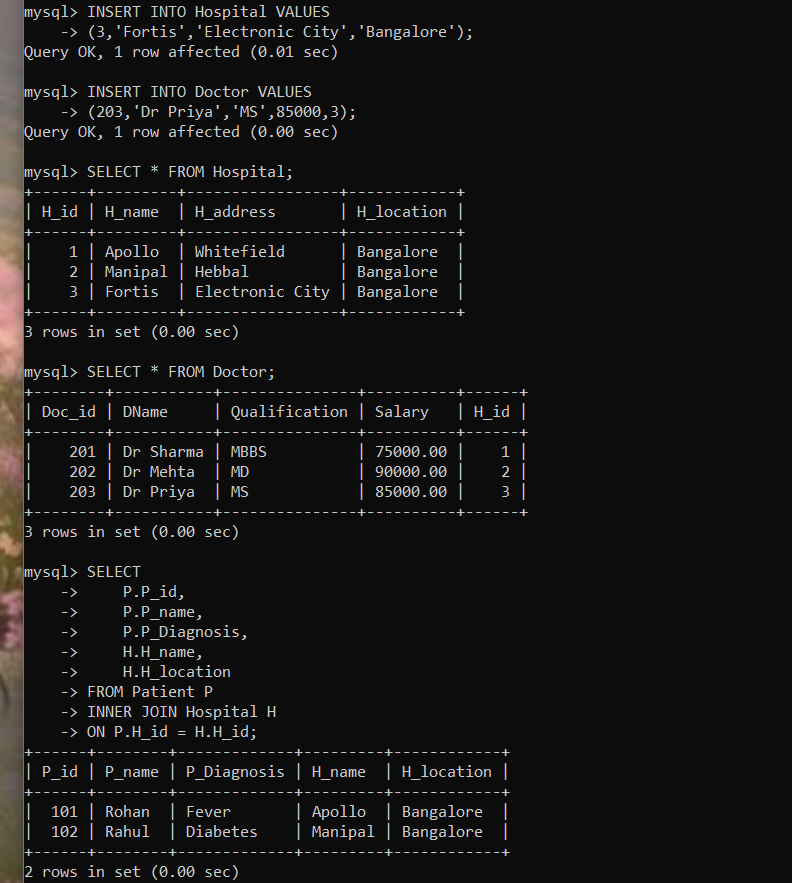 mysql> INSERT INTO Hospital VALUES
    -> (3,'Fortis','Electronic City','Bangalore');
Query OK, 1 row affected (0.01 sec)

mysql> INSERT INTO Doctor VALUES
    -> (203,'Dr Priya','MS',85000,3);
Query OK, 1 row affected (0.00 sec)

mysql> SELECT * FROM Hospital;
+------+---------+-----------------+------------+
| H_id | H_name  | H_address       | H_location |
+------+---------+-----------------+------------+
|    1 | Apollo  | Whitefield      | Bangalore  |
|    2 | Manipal | Hebbal          | Bangalore  |
|    3 | Fortis  | Electronic City | Bangalore  |
+------+---------+-----------------+------------+
3 rows in set (0.00 sec)

mysql> SELECT * FROM Doctor;
+--------+-----------+---------------+----------+------+
| Doc_id | DName     | Qualification | Salary   | H_id |
+--------+-----------+---------------+----------+------+
|    201 | Dr Sharma | MBBS          | 75000.00 |    1 |
|    202 | Dr Mehta  | MD            | 90000.00 |    2 |
|    203 | Dr Priya  | MS            | 85000.00 |    3 |
+--------+-----------+---------------+----------+------+
3 rows in set (0.00 sec)

mysql> SELECT
    ->     P.P_id,
    ->     P.P_name,
    ->     P.P_Diagnosis,
    ->     H.H_name,
    ->     H.H_location
    -> FROM Patient P
    -> INNER JOIN Hospital H
    -> ON P.H_id = H.H_id;
+------+--------+-------------+---------+------------+
| P_id | P_name | P_Diagnosis | H_name  | H_location |
+------+--------+-------------+---------+------------+
|  101 | Rohan  | Fever       | Apollo  | Bangalore  |
|  102 | Rahul  | Diabetes    | Manipal | Bangalore  |
+------+--------+-------------+---------+------------+
2 rows in set (0.00 sec)